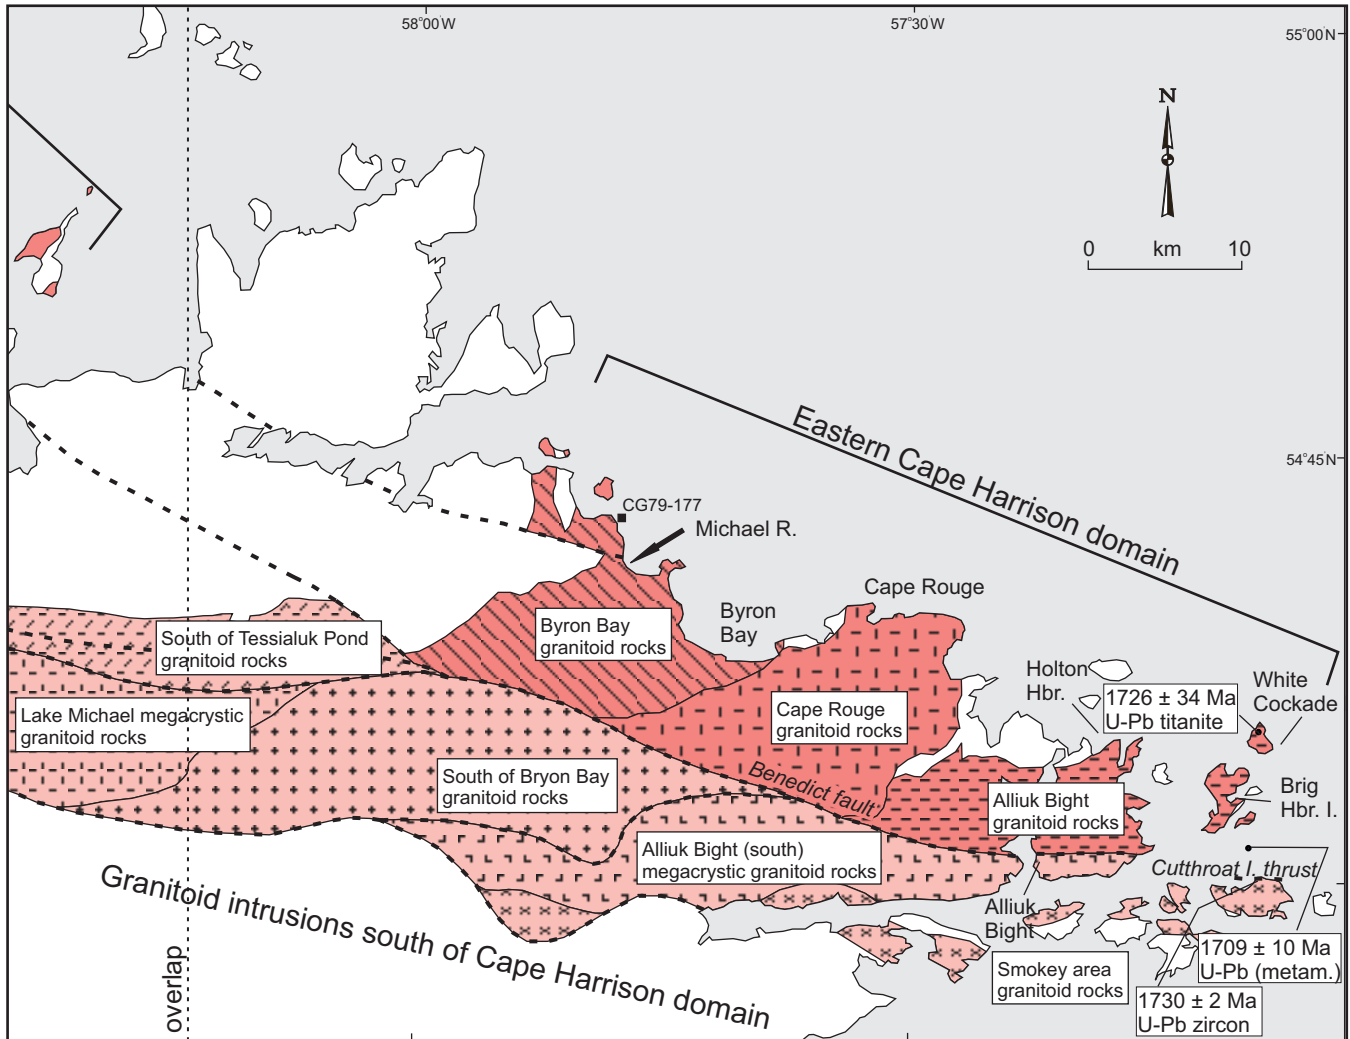 58°00'W
57°30'W
55°00'N
N
0 km 10
Eastern Cape Harrison domain
54°45'N
CG79-177
Michael R.
Cape Rouge
Byron
Bay
Byron Bay
granitoid rocks
South of Tessialuk Pond
granitoid rocks
Holton
Hbr.
White
Cockade
1726 ± 34 Ma
U-Pb titanite
Lake Michael megacrystic
granitoid rocks
Cape Rouge
granitoid rocks
South of Bryon Bay
granitoid rocks
Benedict fault
Alliuk Bight
granitoid rocks
Brig
Hbr. I.
Alliuk Bight (south)
megacrystic granitoid rocks
Cutthroat I. thrust
Granitoid intrusions south of Cape Harrison domain
Alliuk
Bight
Smokey area
granitoid rocks
1709 ± 10 Ma
U-Pb (metam.)
1730 ± 2 Ma
U-Pb zircon
overlap